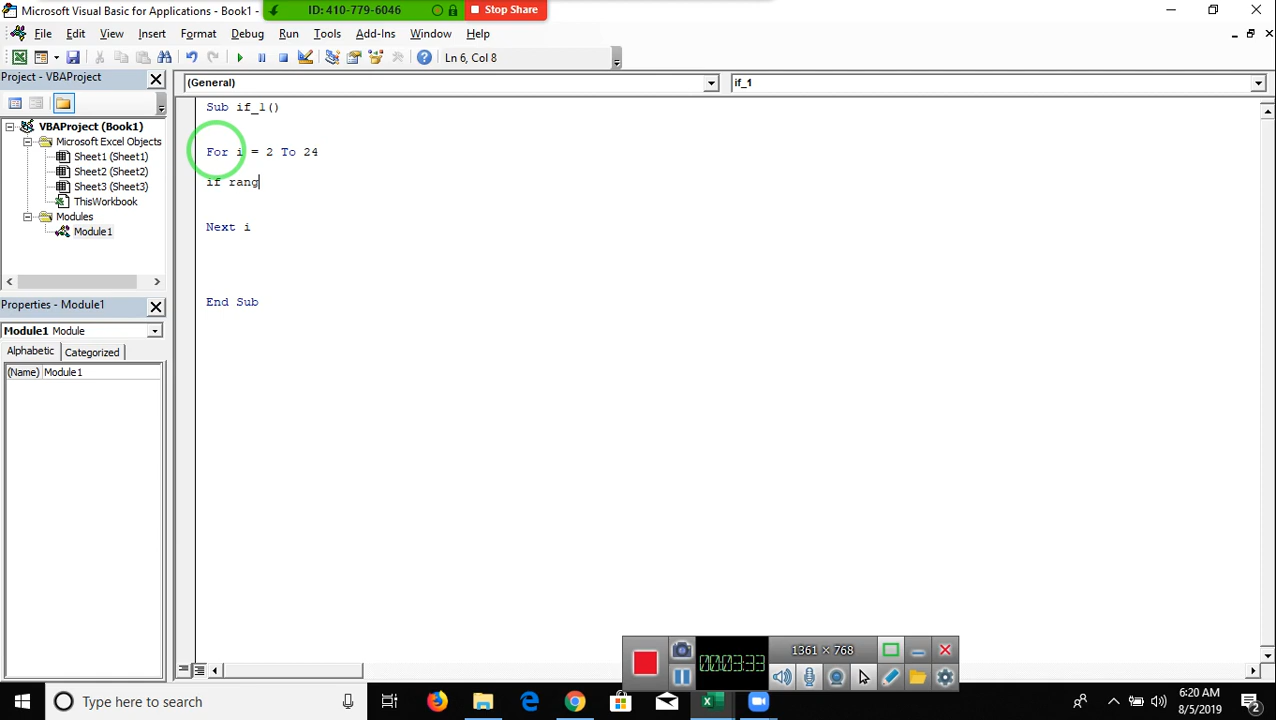 Microsoft Visual Basic for Applications - Book1 -
ID: 410-779-6046
Stop Share
File Edit View Insert Format Debug Run Tools Add-Ins Window Help
Ln 6, Col 8
Project - VBAProject
(General)
if_1
VBAProject (Book1)
Microsoft Excel Objects
Sheet1 (Sheet1)
Sheet2 (Sheet2)
Sheet3 (Sheet3)
ThisWorkbook
Modules
Module1
Sub if_1()
For i = 2 To 24
if rang
Next i
End Sub
Properties - Module1
Module1 Module
Alphabetic Categorized
(Name) Module1
00:03:33
1361 × 768
Type here to search
6:20 AM
8/5/2019
2